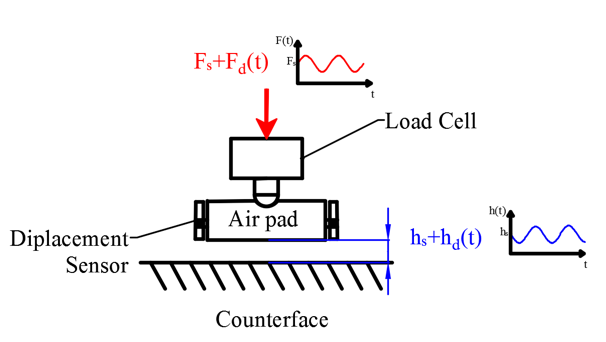 F(t)
Fs+Fd(t)
Fs
t
Load Cell
Air pad
h(t)
Diplacement
Sensor
hs+hd(t)
hs
t
Counterface